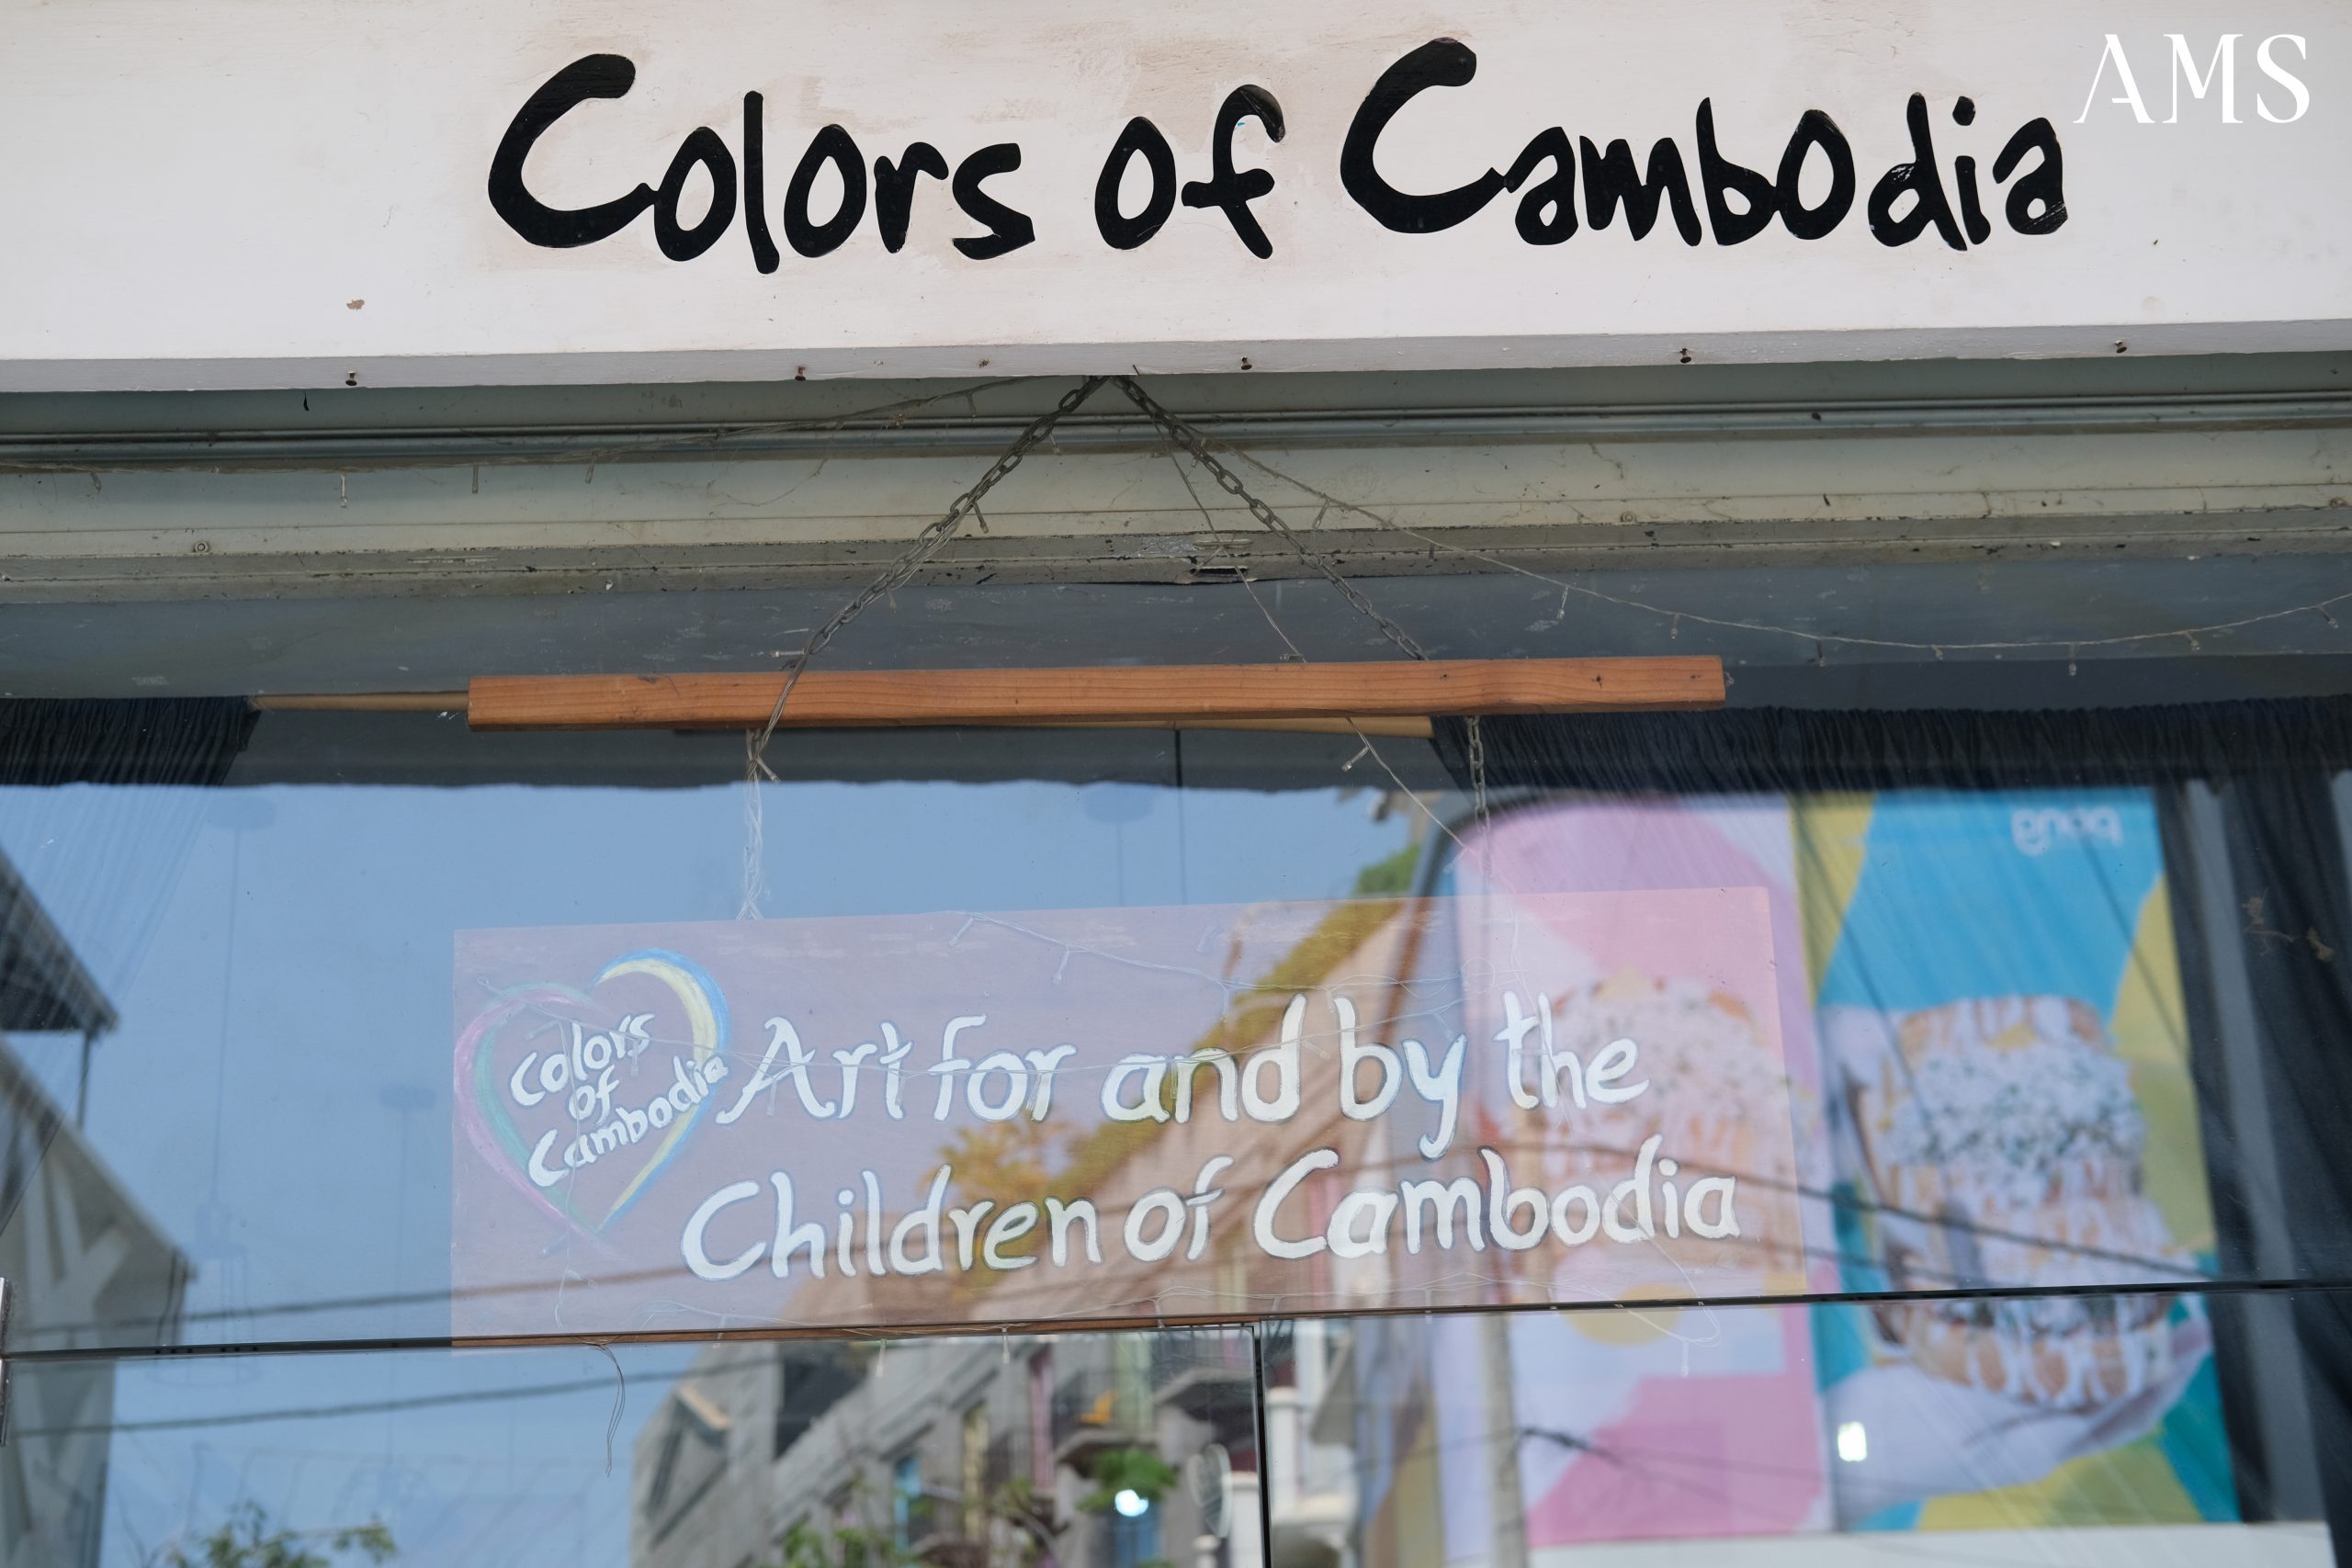 Colors of Cambodia
AMS
Colors
of
Cambodia
Art for and by the
Children of Cambodia